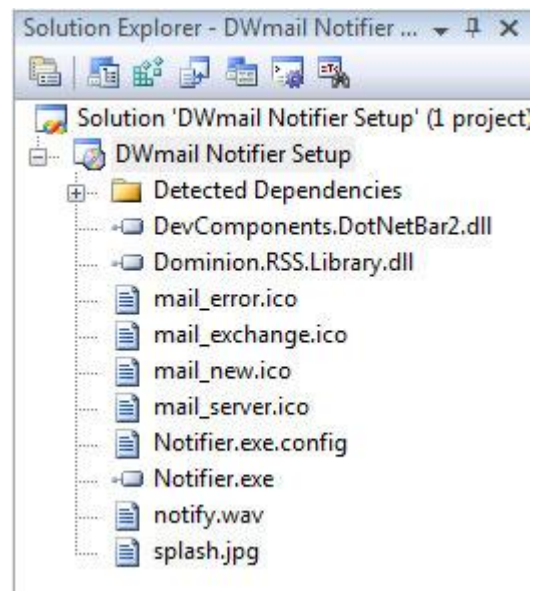 Solution Explorer - DWmail Notifier ...
Solution 'DWmail Notifier Setup' (1 project)
DWmail Notifier Setup
Detected Dependencies
DevComponents.DotNetBar2.dll
Dominion.RSS.Library.dll
mail_error.ico
mail_exchange.ico
mail_new.ico
mail_server.ico
Notifier.exe.config
Notifier.exe
notify.wav
splash.jpg